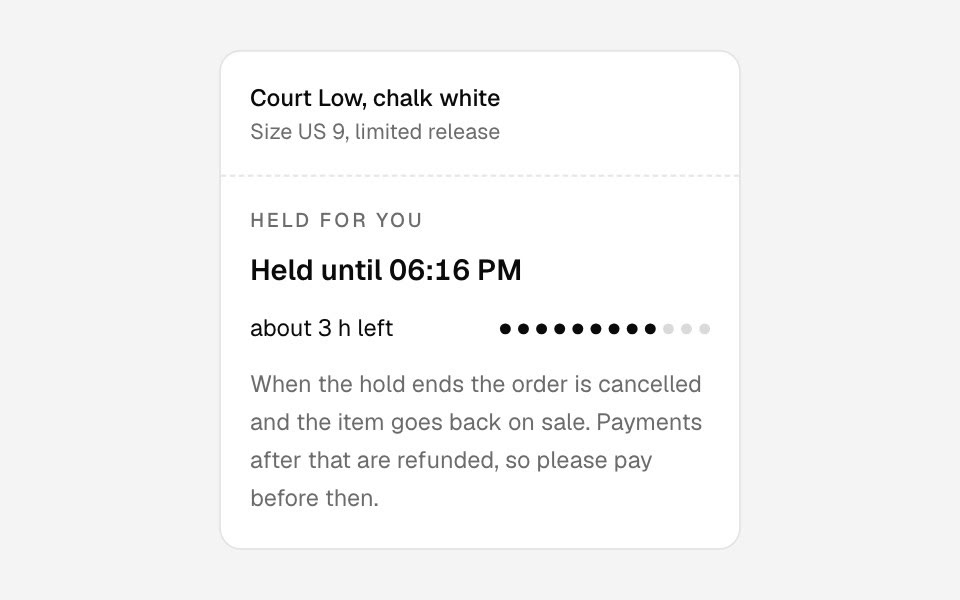 Court Low, chalk white
Size US 9, limited release
HELD FOR YOU
Held until 06:16 PM
about 3 h left
When the hold ends the order is cancelled
and the item goes back on sale. Payments
after that are refunded, so please pay
before then.